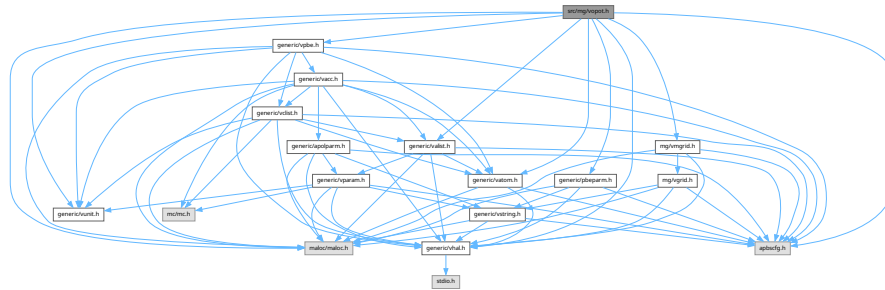 src/mg/vopot.h
generic/vpbe.h
generic/vacc.h
generic/vclist.h
generic/apolparm.h
generic/valist.h
mg/vmgrid.h
generic/vparam.h
generic/vatom.h
generic/pbeparm.h
mg/vgrid.h
generic/vunit.h
mc/mc.h
generic/vstring.h
maloc/maloc.h
generic/vhal.h
apbscfg.h
stdio.h